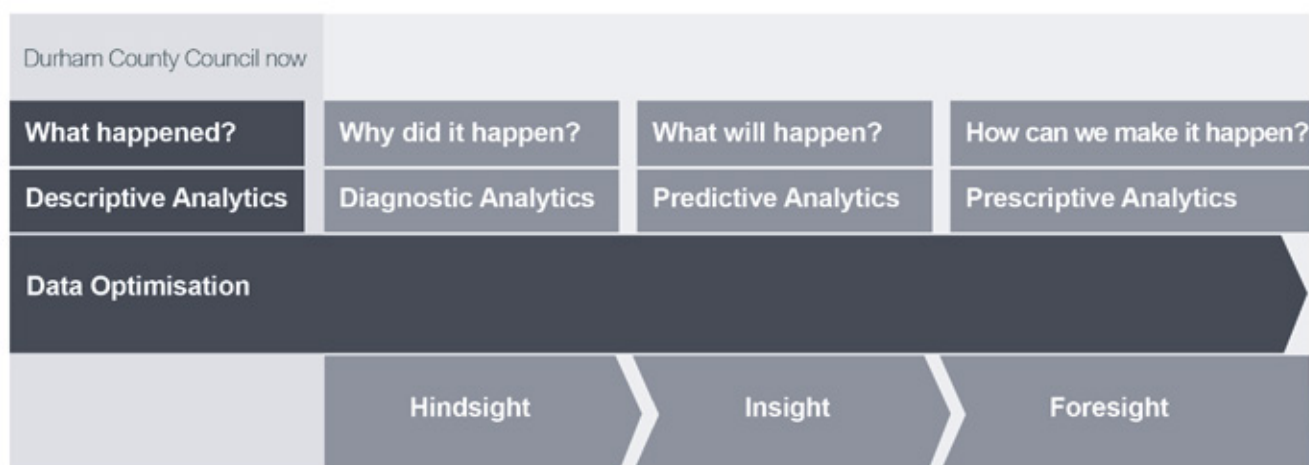 Durham County Council now
What happened?
Why did it happen?
What will happen?
How can we make it happen?
Descriptive Analytics
Diagnostic Analytics
Predictive Analytics
Prescriptive Analytics
Data Optimisation
Hindsight
Insight
Foresight